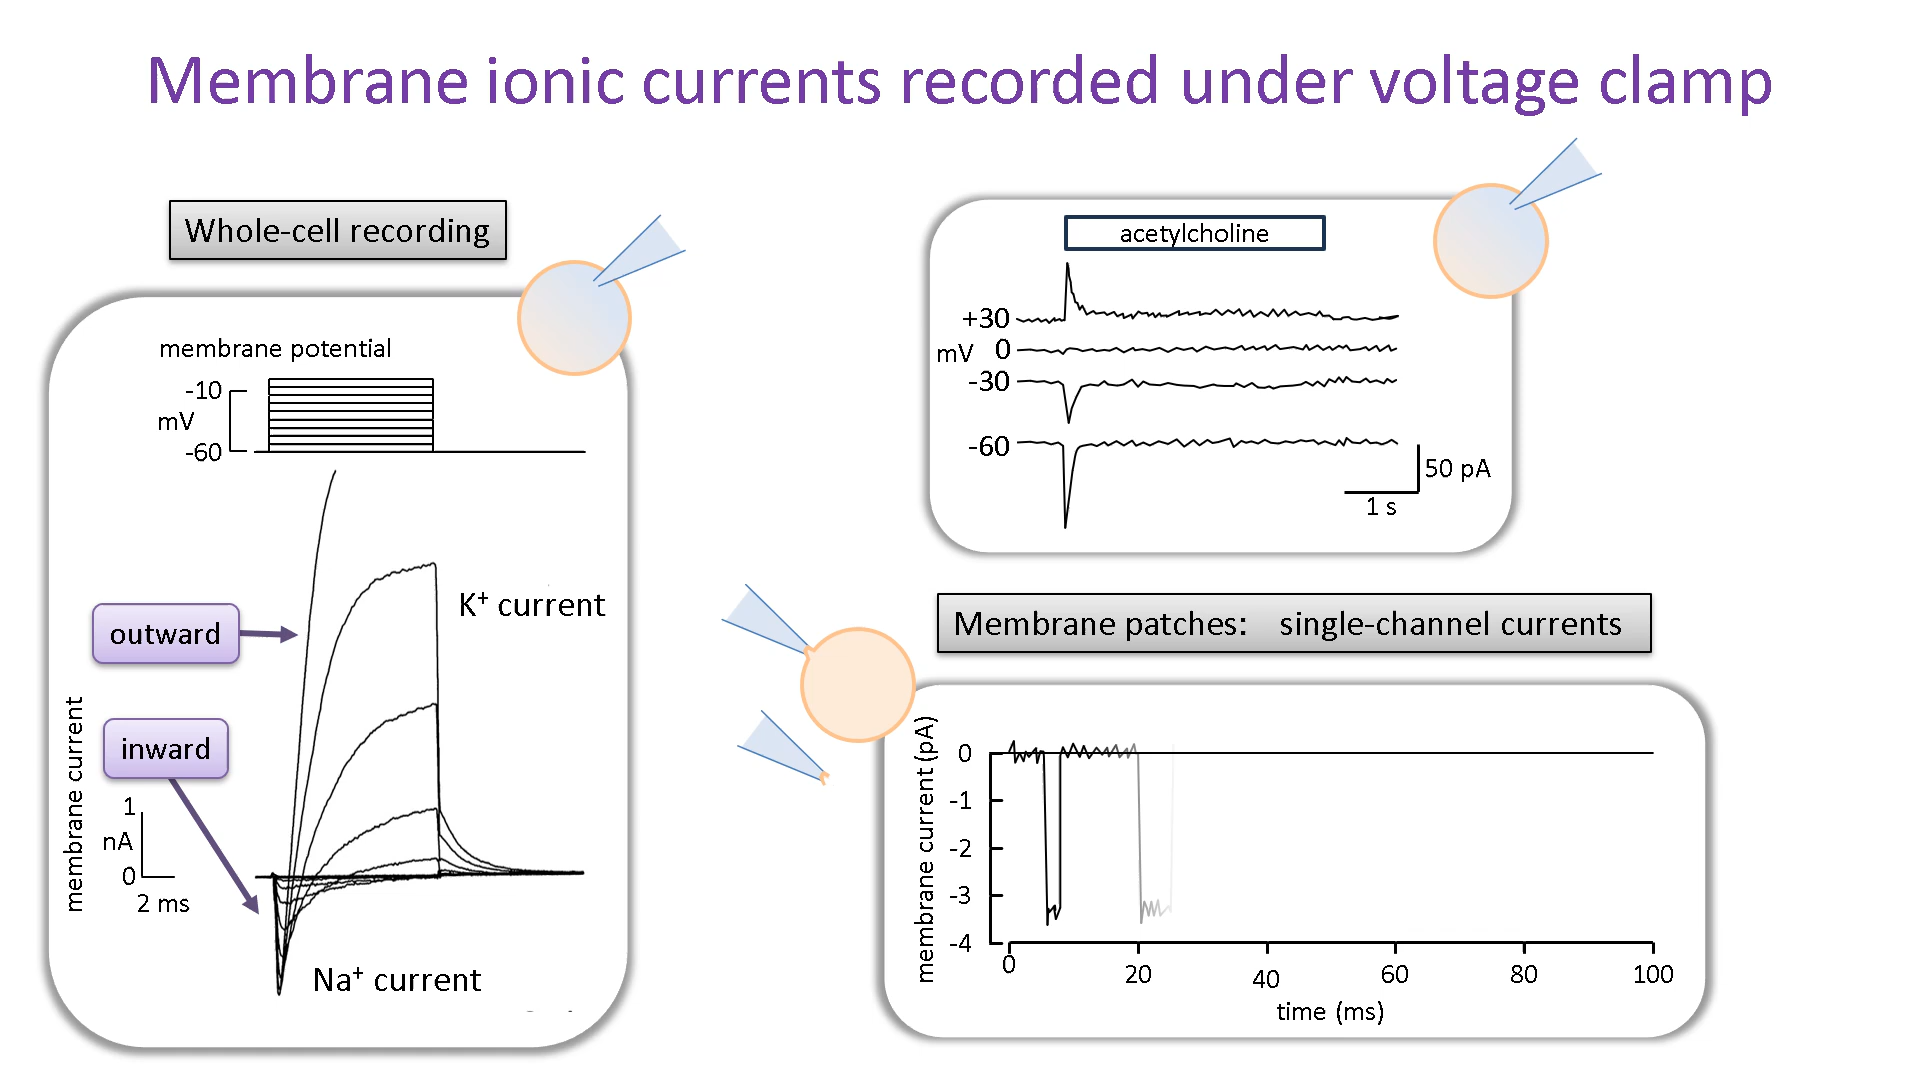 Membrane ionic currents recorded under voltage clamp
Whole-cell recording
membrane potential
-10
mV
-60
outward
K⁺ current
inward
membrane current
1
nA
0
2 ms
Na⁺ current
acetylcholine
+30
mV 0
-30
-60
50 pA
1 s
Membrane patches: single-channel currents
membrane current (pA)
0
-1
-2
-3
-4
0 20 40 60 80 100
time (ms)